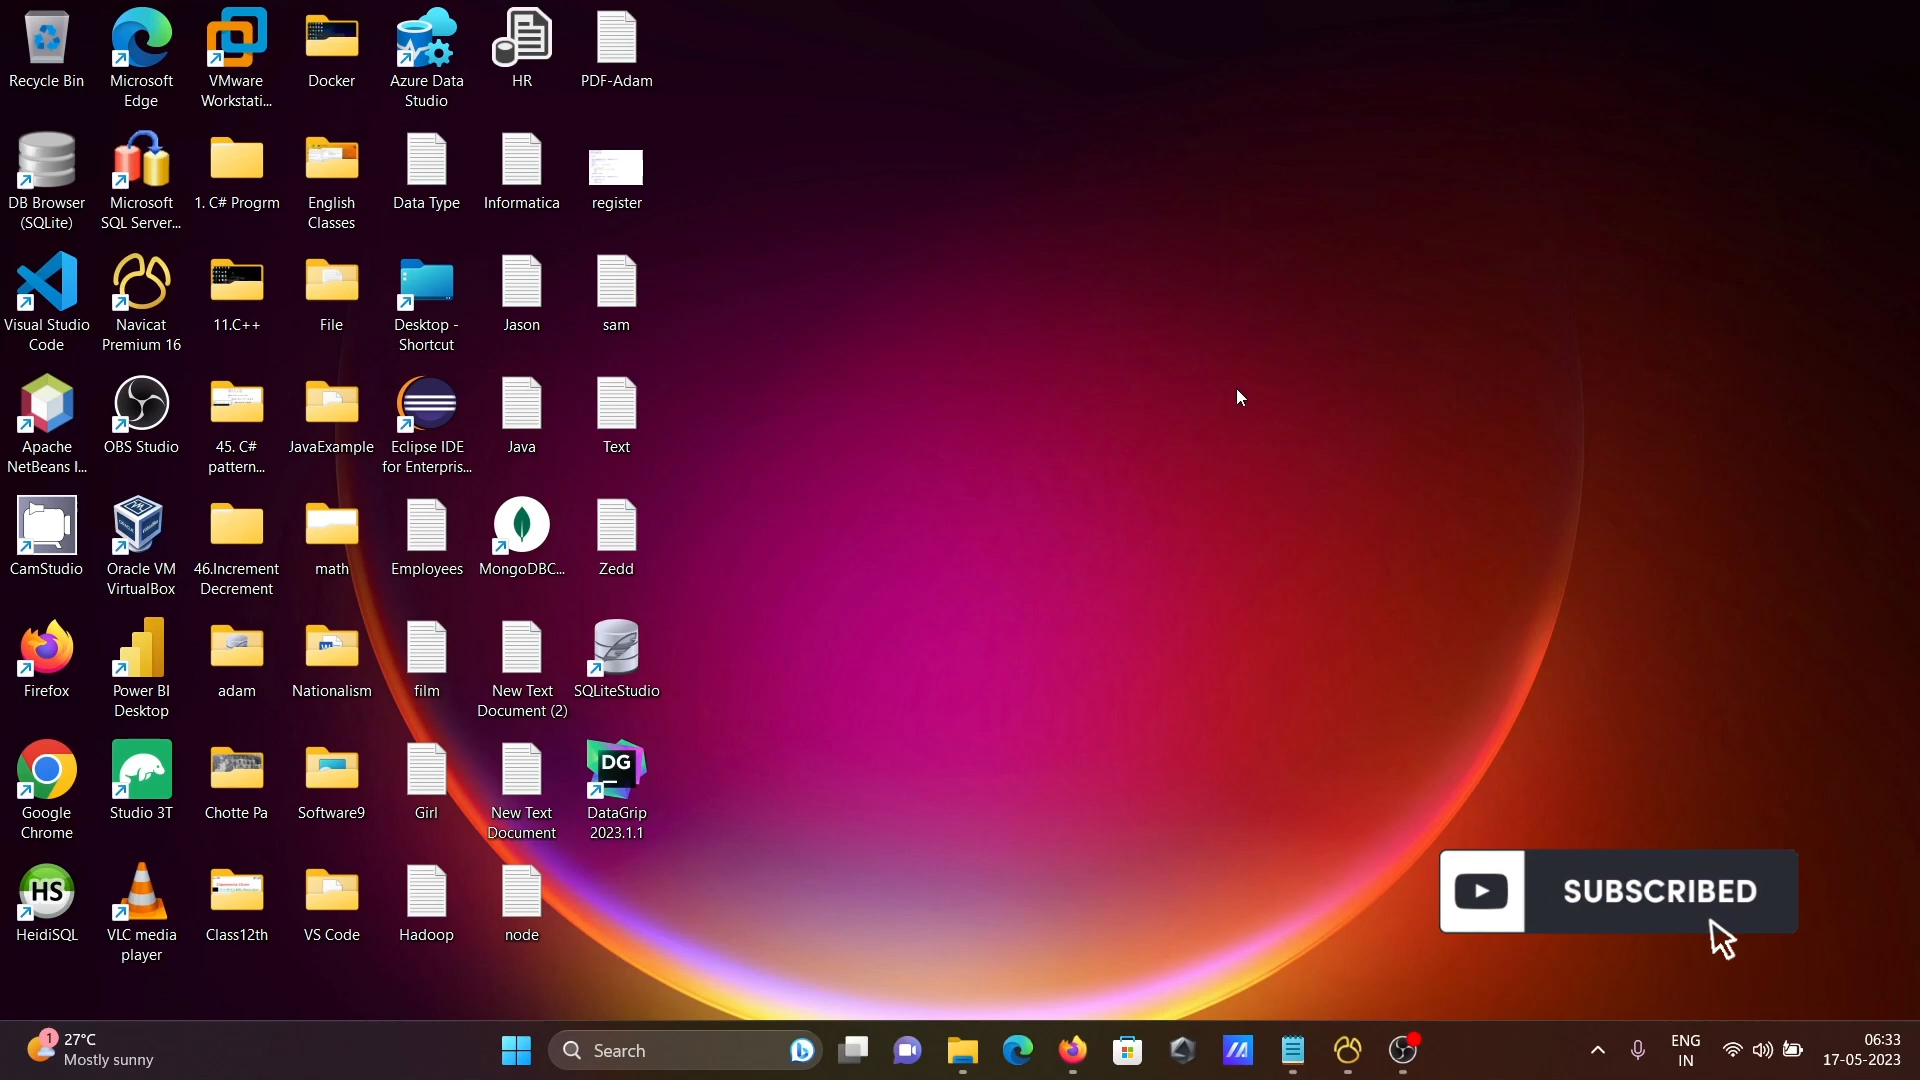 Recycle Bin
Microsoft
Edge
VMware
Workstati...
Docker
Azure Data
Studio
HR
PDF-Adam
DB Browser
(SQLite)
Microsoft
SQL Server...
1. C# Progrm
English
Classes
Data Type
Informatica
register
Visual Studio
Code
Navicat
Premium 16
11.C++
File
Desktop -
Shortcut
Jason
sam
Apache
NetBeans I...
OBS Studio
45. C#
pattern...
JavaExample
Eclipse IDE
for Enterpris...
Java
Text
CamStudio
Oracle VM
VirtualBox
46.Increment
Decrement
math
Employees
MongoDBC...
Zedd
Firefox
Power BI
Desktop
adam
Nationalism
film
New Text
Document (2)
SQLiteStudio
Google
Chrome
Studio 3T
Chotte Pa
Software9
Girl
New Text
Document
DG
DataGrip
2023.1.1
HS
HeidiSQL
VLC media
player
Class12th
VS Code
Hadoop
node
SUBSCRIBED
1
27°C
Mostly sunny
Search
ENG
IN
06:33
17-05-2023